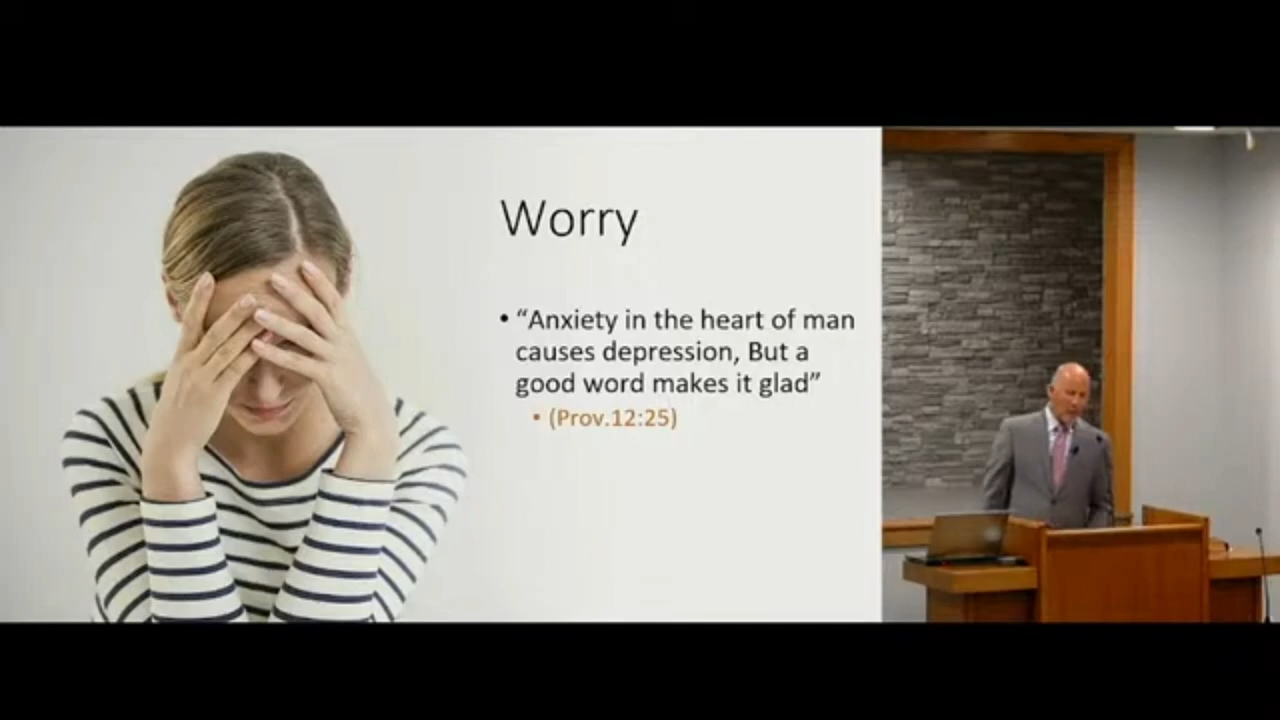 Worry
• “Anxiety in the heart of man
causes depression, But a
good word makes it glad”
• (Prov.12:25)